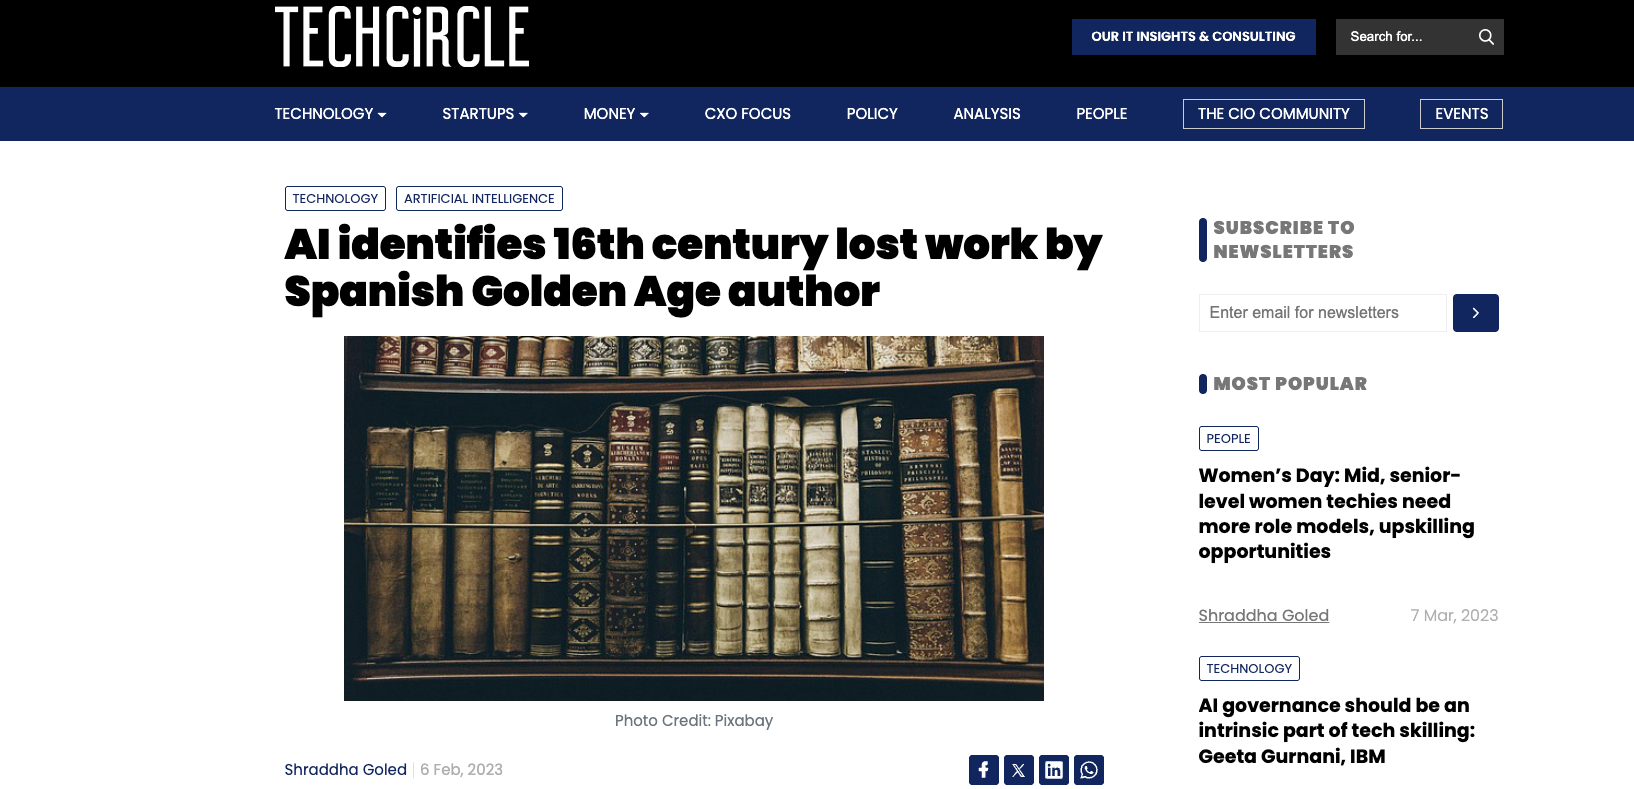 TECHCiRCLE
OUR IT INSIGHTS & CONSULTING
Search for...
TECHNOLOGY
STARTUPS
MONEY
CXO FOCUS
POLICY
ANALYSIS
PEOPLE
THE CIO COMMUNITY
EVENTS
TECHNOLOGY
ARTIFICIAL INTELLIGENCE
AI identifies 16th century lost work by
Spanish Golden Age author
STANLEY'S
HISTORY
OF
Photo Credit: Pixabay
Shraddha Goled
6 Feb, 2023
SUBSCRIBE TO
NEWSLETTERS
Enter email for newsletters
MOST POPULAR
PEOPLE
Women’s Day: Mid, senior-
level women techies need
more role models, upskilling
opportunities
Shraddha Goled
7 Mar, 2023
TECHNOLOGY
AI governance should be an
intrinsic part of tech skilling:
Geeta Gurnani, IBM